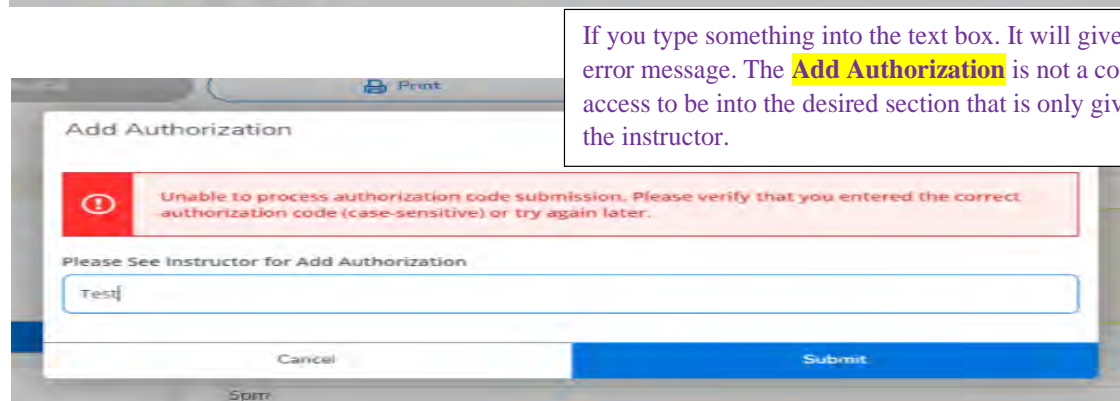 If you type something into the text box. It will give
error message. The Add Authorization is not a co
access to be into the desired section that is only giv
the instructor.
Print
Add Authorization
Unable to process authorization code submission. Please verify that you entered the correct
authorization code (case-sensitive) or try again later.
Please See Instructor for Add Authorization
Test
Cancel
Submit